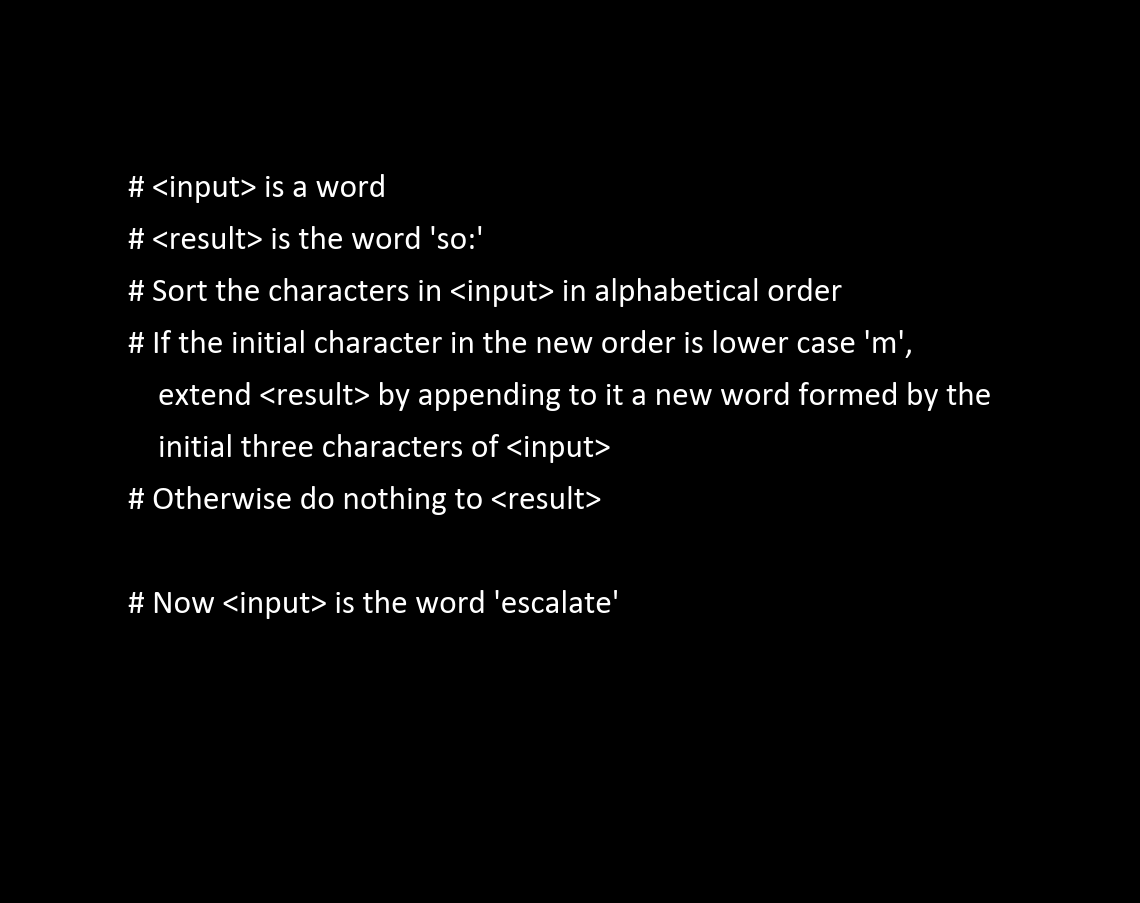 # <input> is a word
# <result> is the word 'so:'
# Sort the characters in <input> in alphabetical order
# If the initial character in the new order is lower case 'm',
extend <result> by appending to it a new word formed by the
initial three characters of <input>
# Otherwise do nothing to <result>
# Now <input> is the word 'escalate'